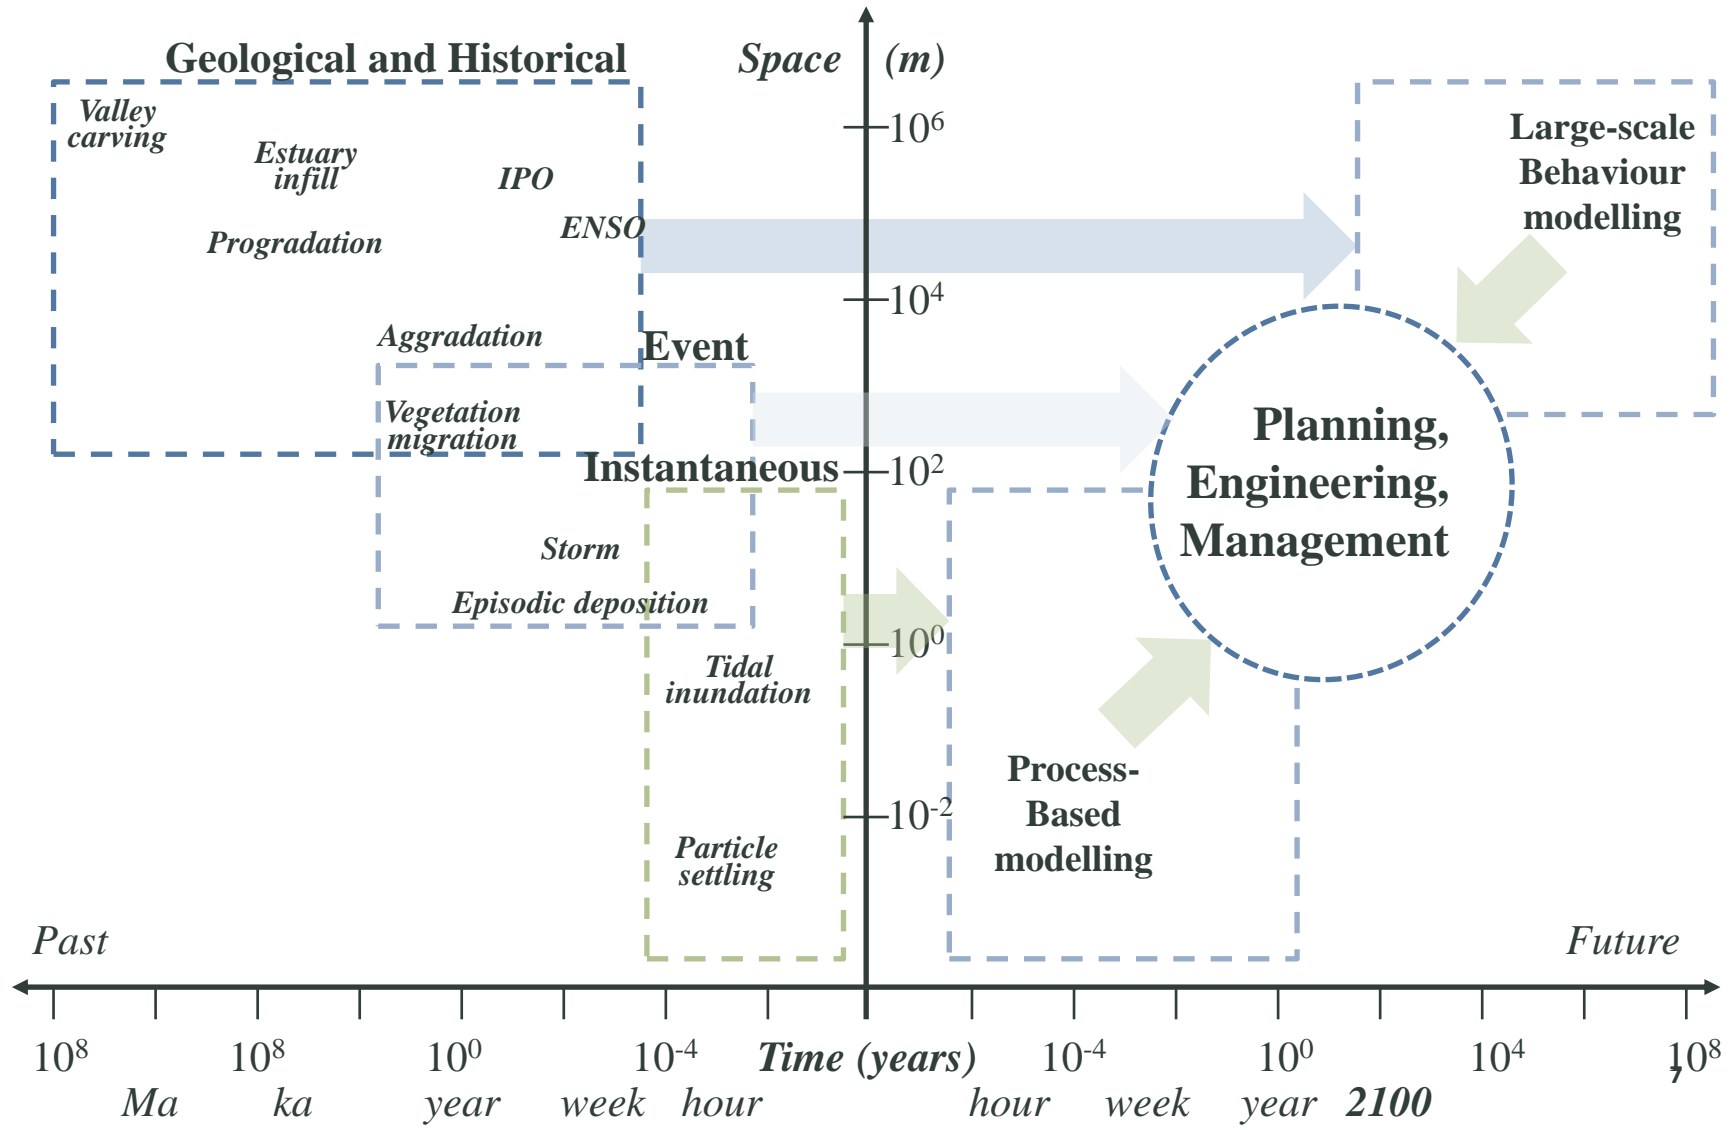 Geological and Historical
Space (m)
Valley
carving
Estuary
infill
IPO
ENSO
Progradation
Aggradation
Event
Vegetation
migration
Instantaneous
Storm
Episodic deposition
Tidal
inundation
Particle
settling
10⁶
10⁴
10²
10⁰
10⁻²
Large-scale
Behaviour
modelling
Planning,
Engineering,
Management
Process-
Based
modelling
Past
Future
10⁸ 10⁸ 10⁰ 10⁻⁴ Time (years) 10⁻⁴ 10⁰ 10⁴ 10⁸
7
Ma ka year week hour hour week year 2100